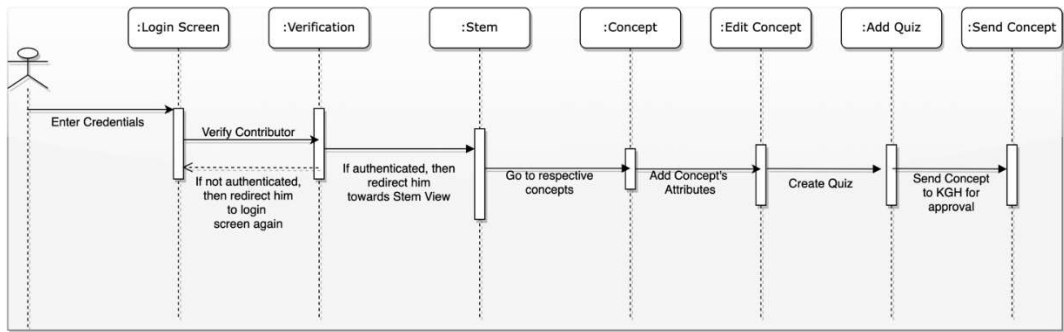 :Login Screen
:Verification
:Stem
:Concept
:Edit Concept
:Add Quiz
:Send Concept
Enter Credentials
Verify Contributor
If not authenticated,
then redirect him
to login
screen again
If authenticated, then
redirect him
towards Stem View
Go to respective
concepts
Add Concept's
Attributes
Create Quiz
Send Concept
to KGH for
approval